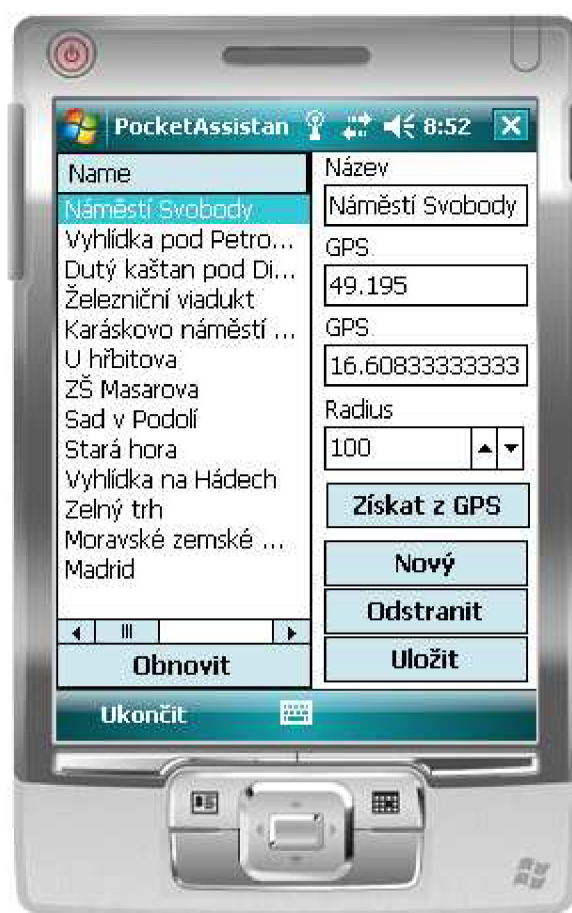 PocketAssistan 8:52
Name
Náměstí Svobody
Vyhlídka pod Petro...
Dutý kaštan pod Di...
Železniční viadukt
Karáskovo náměstí ...
U hřbitova
ZŠ Masarova
Sad v Podolí
Stará hora
Vyhlídka na Hádech
Zelný trh
Moravské zemské ...
Madrid
Obnovit
Název
Náměstí Svobody
GPS
49.195
GPS
16.60833333333
Radius
100
Získat z GPS
Nový
Odstranit
Uložit
Ukončit